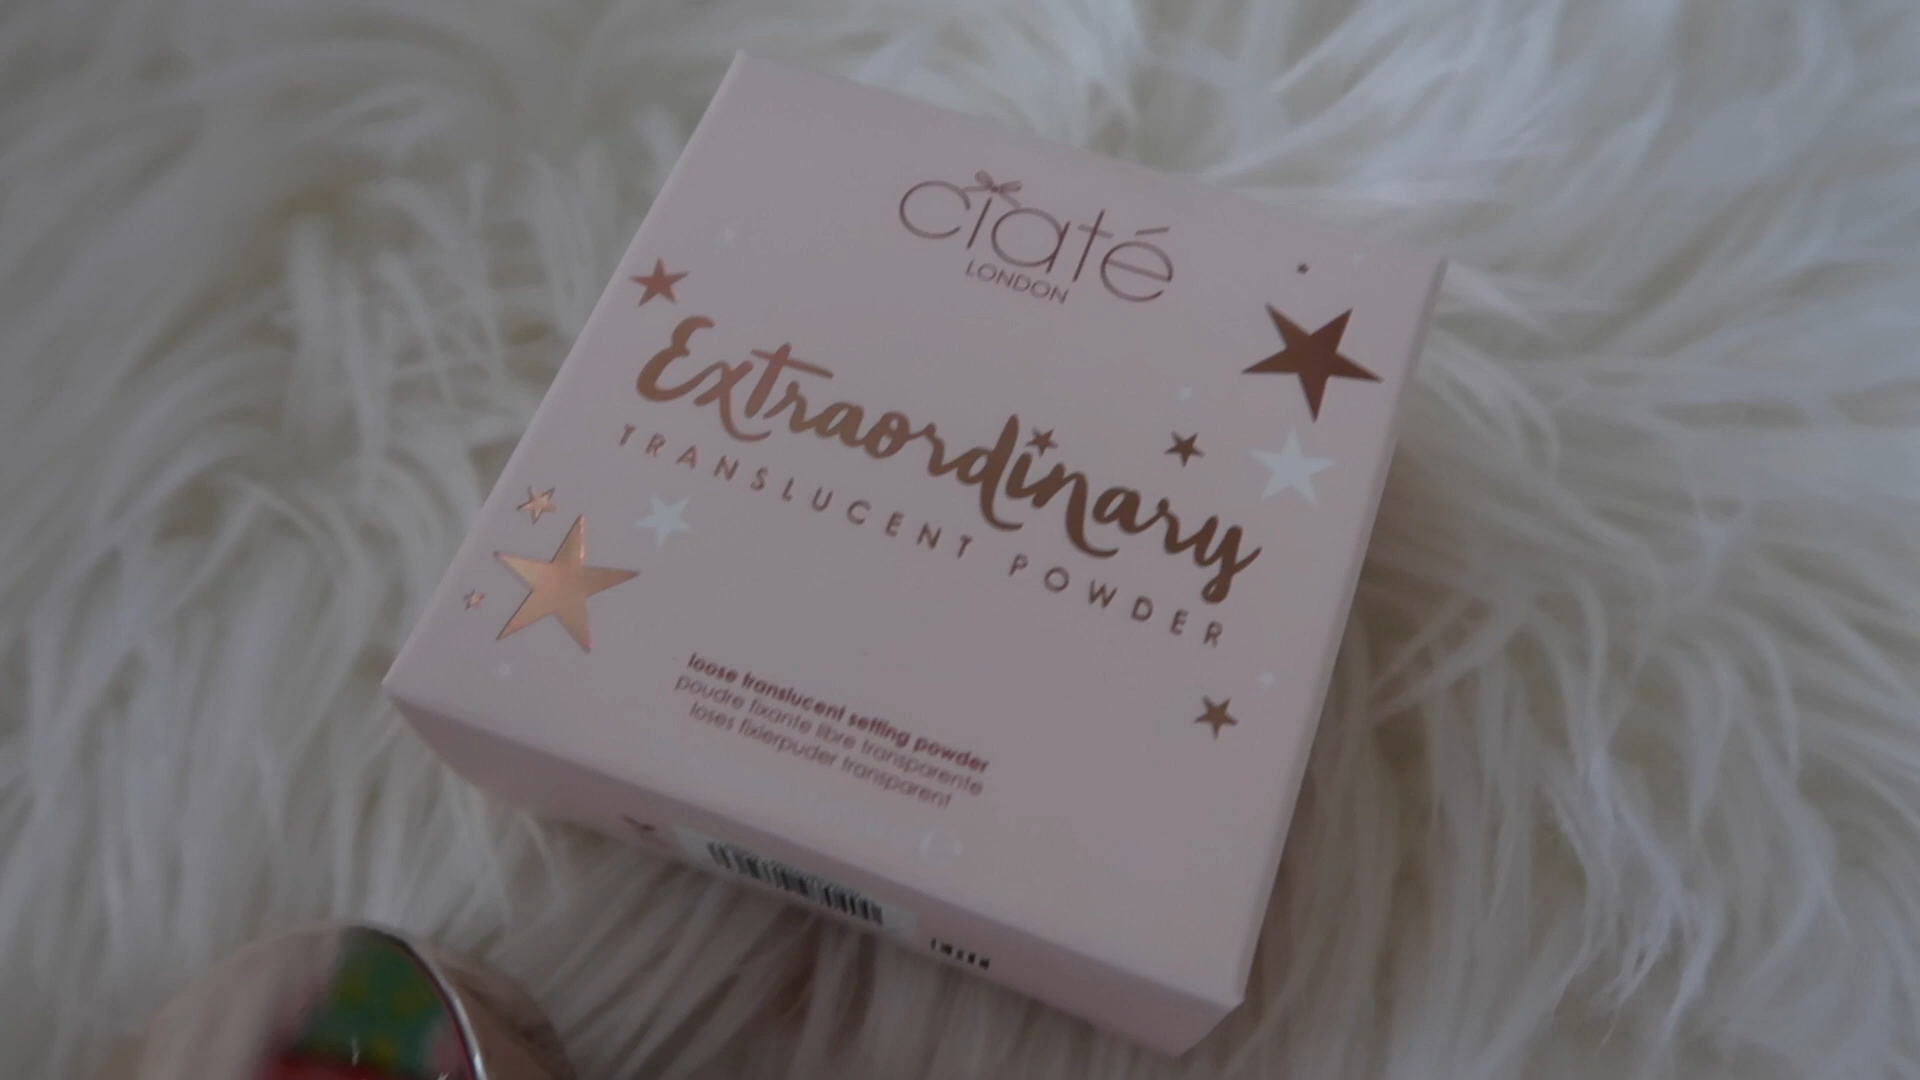 ciaté
LONDON
Extraordinary
TRANSLUCENT POWDER
loose translucent setting powder
poudre fixante libre transparente
loses fixierpuder transparent